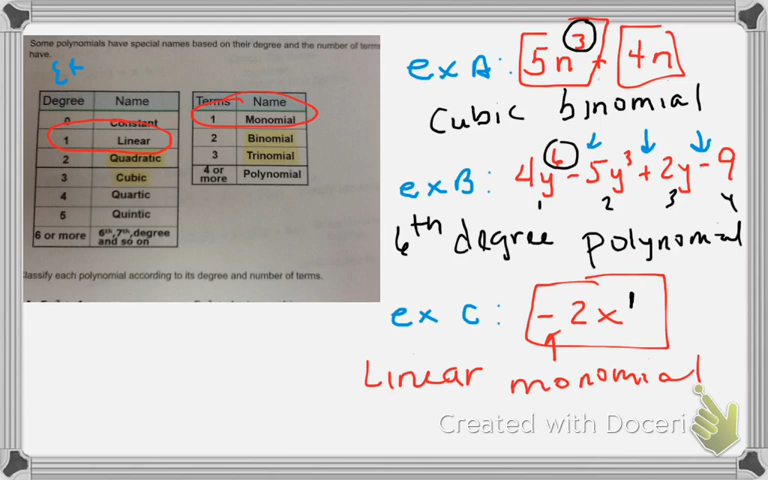 Some polynomials have special names based on their degree and the number of terms
have.
Degree Name
0 Constant
1 Linear
2 Quadratic
3 Cubic
4 Quartic
5 Quintic
6 or more 6th, 7th, degree and so on
Terms Name
1 Monomial
2 Binomial
3 Trinomial
4 or more Polynomial
Classify each polynomial according to its degree and number of terms.
ex A: 5n³ + 4n
Cubic binomial
ex B: 4y⁶ - 5y³ + 2y - 9
1 2 3 4
6th degree polynomial
ex C: -2x¹
Linear monomial
Created with Doceri